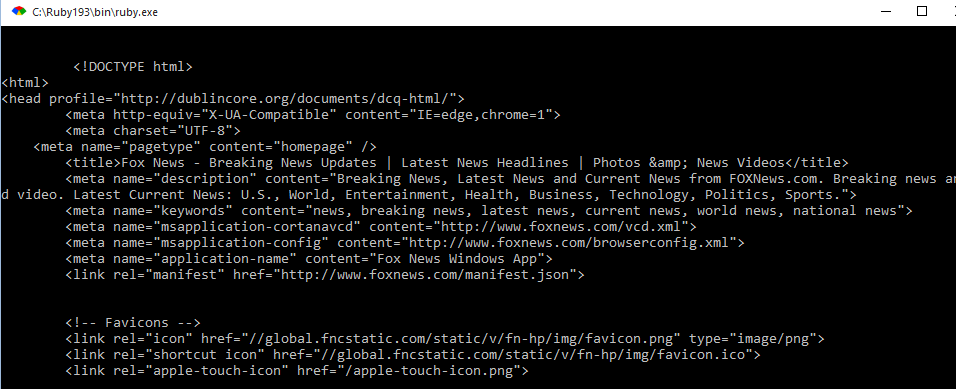 C:\Ruby193\bin\ruby.exe
<!DOCTYPE html>
<html>
<head profile="http://dublincore.org/documents/dcq-html/">
<meta http-equiv="X-UA-Compatible" content="IE=edge,chrome=1">
<meta charset="UTF-8">
<meta name="pagetype" content="homepage" />
<title>Fox News - Breaking News Updates | Latest News Headlines | Photos &amp; News Videos</title>
<meta name="description" content="Breaking News, Latest News and Current News from FOXNews.com. Breaking news an
d video. Latest Current News: U.S., World, Entertainment, Health, Business, Technology, Politics, Sports.">
<meta name="keywords" content="news, breaking news, latest news, current news, world news, national news">
<meta name="msapplication-cortanavcd" content="http://www.foxnews.com/vcd.xml">
<meta name="msapplication-config" content="http://www.foxnews.com/browserconfig.xml">
<meta name="application-name" content="Fox News Windows App">
<link rel="manifest" href="http://www.foxnews.com/manifest.json">
<!-- Favicons -->
<link rel="icon" href="//global.fncstatic.com/static/v/fn-hp/img/favicon.png" type="image/png">
<link rel="shortcut icon" href="//global.fncstatic.com/static/v/fn-hp/img/favicon.ico">
<link rel="apple-touch-icon" href="/apple-touch-icon.png">